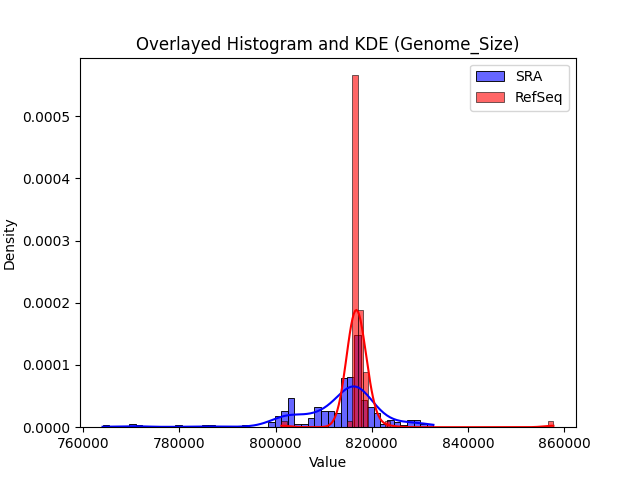 Overlayed Histogram and KDE (Genome_Size)
SRA
RefSeq
0.0005
0.0004
0.0003
0.0002
0.0001
0.0000
Density
760000 780000 800000 820000 840000 860000
Value